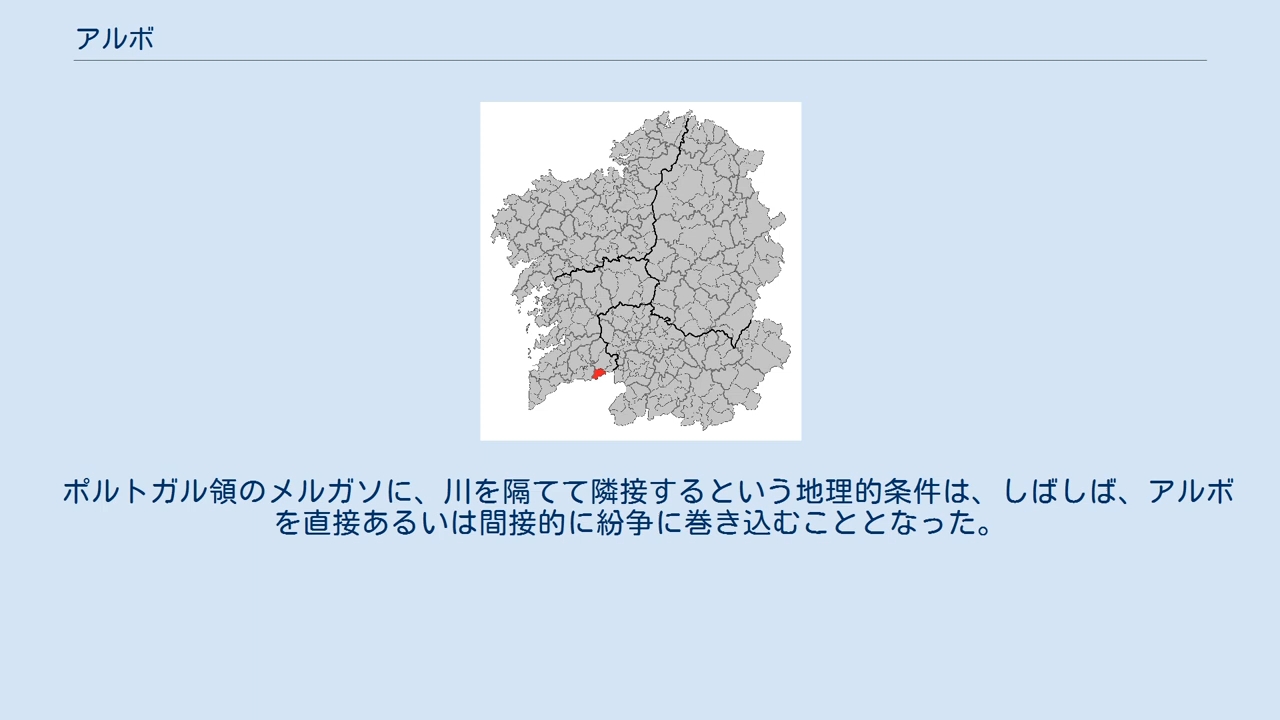 アルボ
ポルトガル領のメルガソに、川を隔てて隣接するという地理的条件は、しばしば、アルボ
を直接あるいは間接的に紛争に巻き込むこととなった。